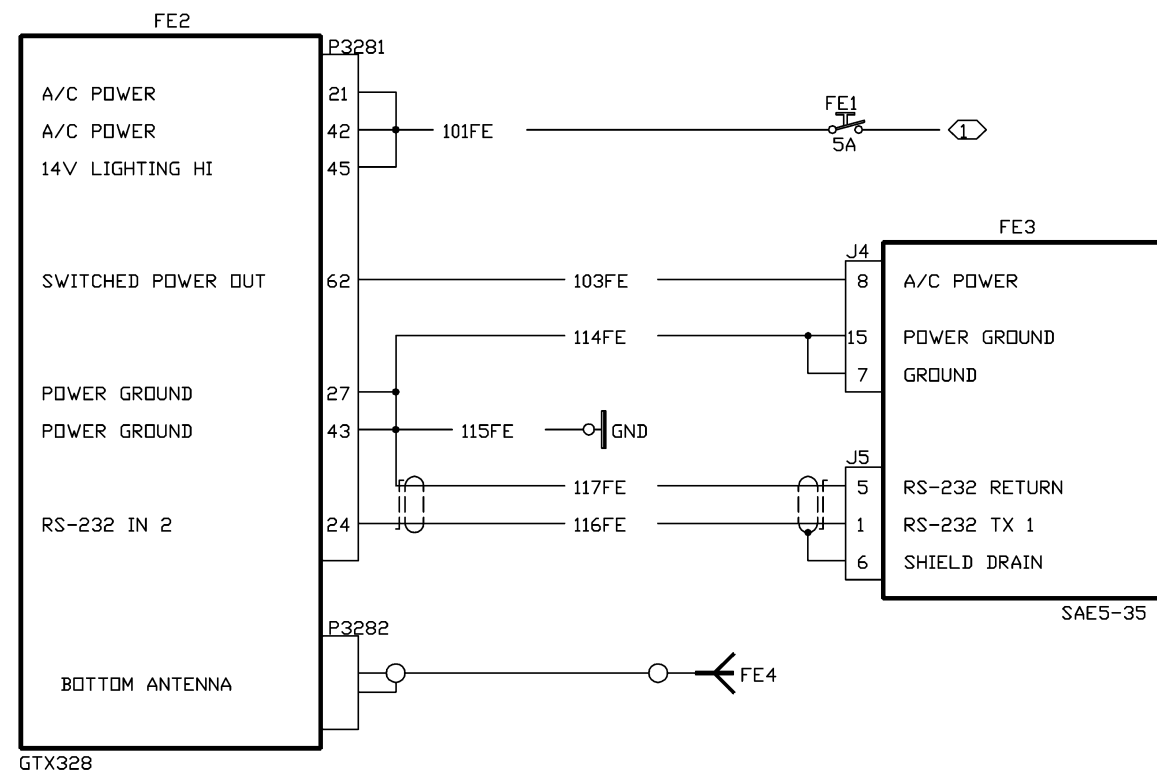 FE2
P3281
A/C POWER 21
A/C POWER 42 101FE FE1 5A 1
14V LIGHTING HI 45
FE3
J4
SWITCHED POWER OUT 62 103FE 8 A/C POWER
114FE 15 POWER GROUND
7 GROUND
POWER GROUND 27
POWER GROUND 43 115FE GND
J5
117FE 5 RS-232 RETURN
RS-232 IN 2 24 116FE 1 RS-232 TX 1
6 SHIELD DRAIN
SAE5-35
P3282
BOTTOM ANTENNA FE4
GTX328